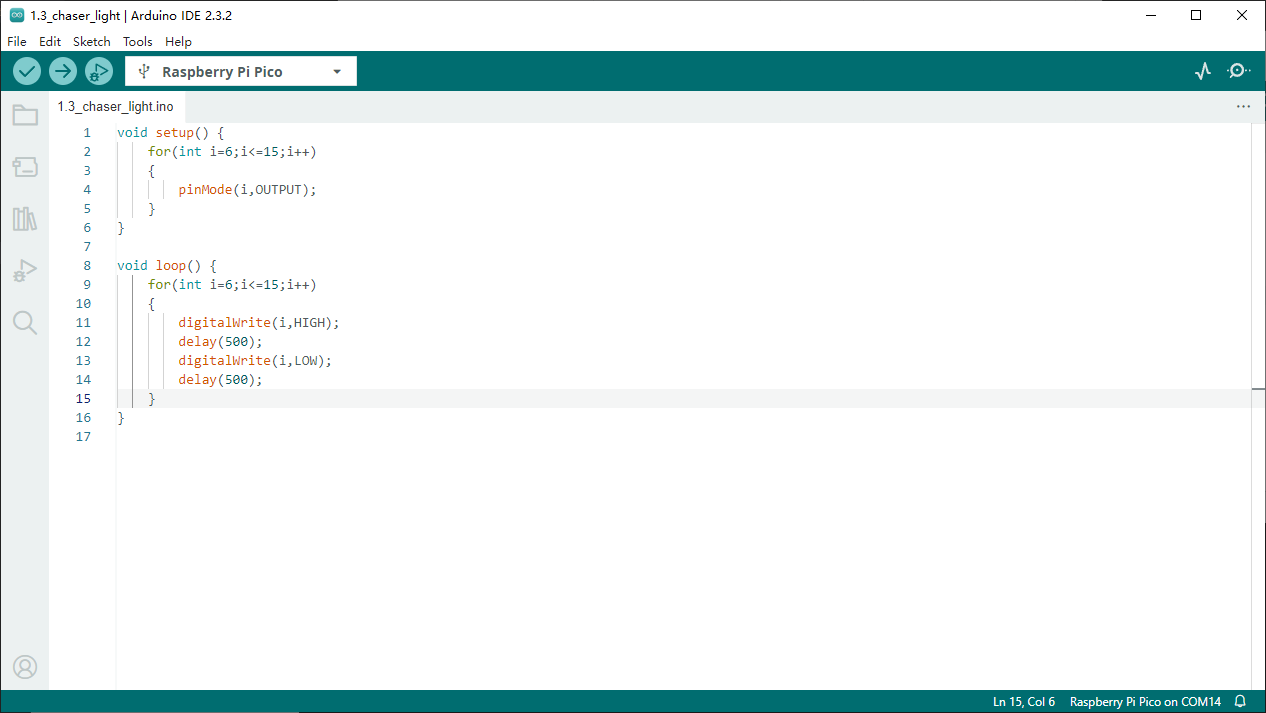 1.3_chaser_light | Arduino IDE 2.3.2
File Edit Sketch Tools Help
Raspberry Pi Pico
1.3_chaser_light.ino
1 void setup() {
2 for(int i=6;i<=15;i++)
3 {
4 pinMode(i,OUTPUT);
5 }
6 }
7
8 void loop() {
9 for(int i=6;i<=15;i++)
10 {
11 digitalWrite(i,HIGH);
12 delay(500);
13 digitalWrite(i,LOW);
14 delay(500);
15 }
16 }
17
Ln 15, Col 6 Raspberry Pi Pico on COM14